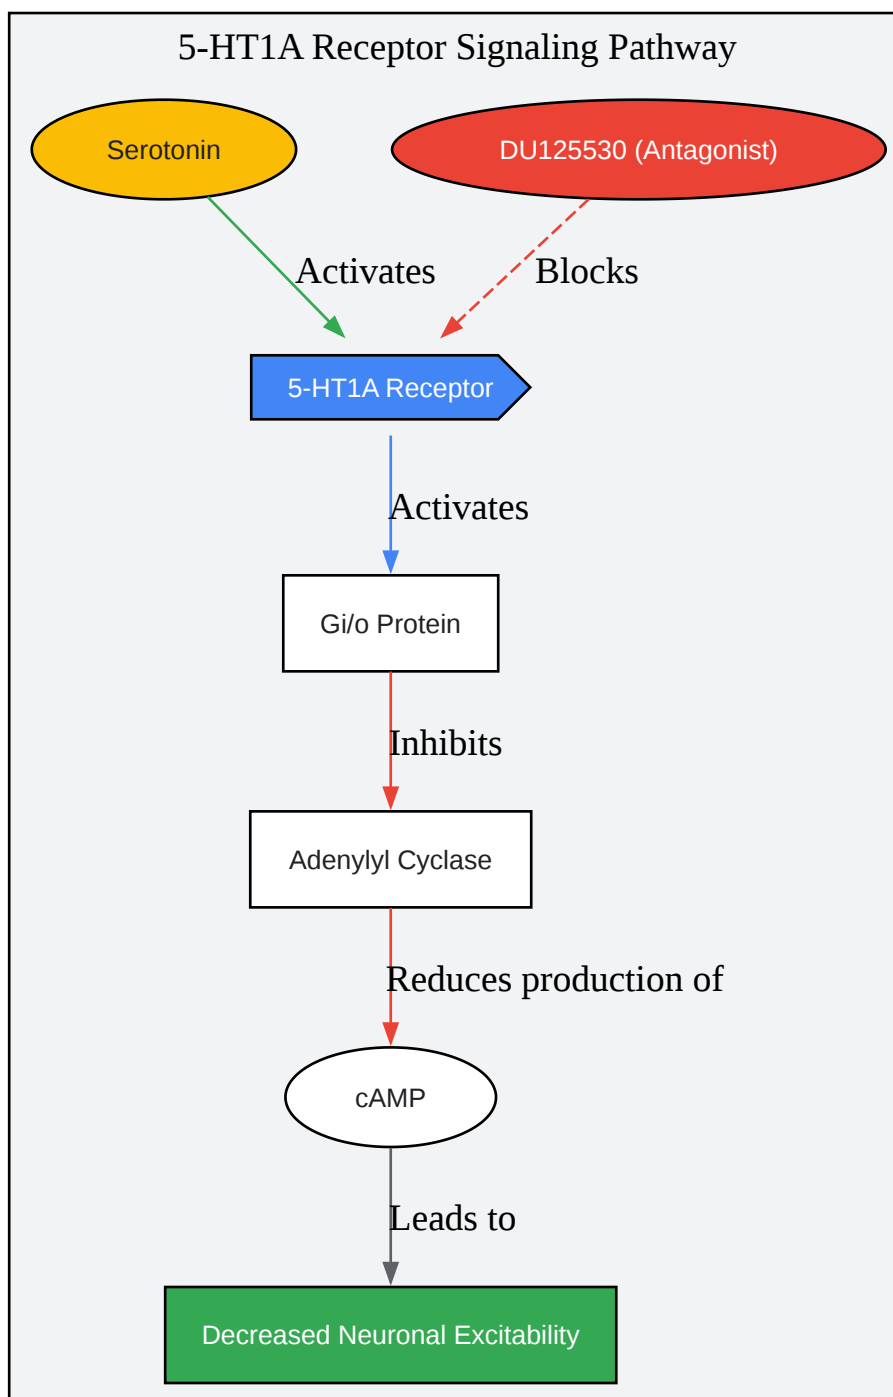 5-HT1A Receptor Signaling Pathway
Serotonin
DU125530 (Antagonist)
Activates
Blocks
5-HT1A Receptor
Activates
Gi/o Protein
Inhibits
Adenylyl Cyclase
Reduces production of
cAMP
Leads to
Decreased Neuronal Excitability